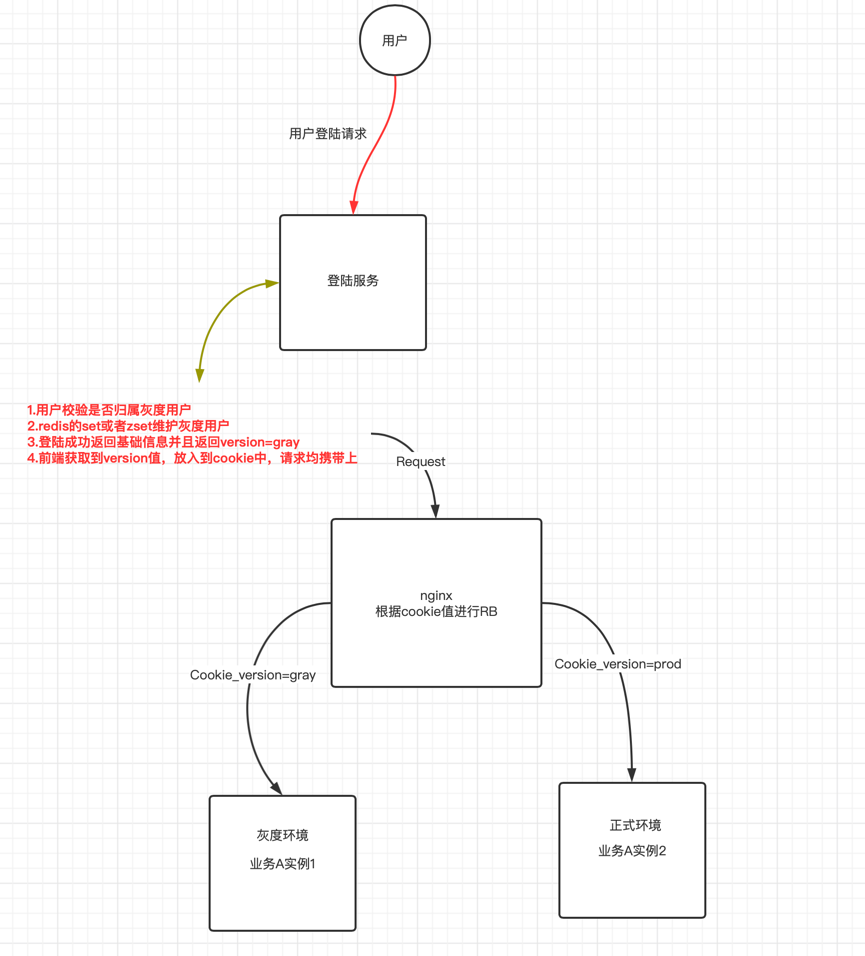 用户
用户登陆请求
登陆服务
1.用户校验是否归属灰度用户
2.redis的set或者zset维护灰度用户
3.登陆成功返回基础信息并且返回version=gray
4.前端获取到version值，放入到cookie中，请求均携带上
Request
nginx
根据cookie值进行RB
Cookie_version=gray
Cookie_version=prod
灰度环境
业务A实例1
正式环境
业务A实例2